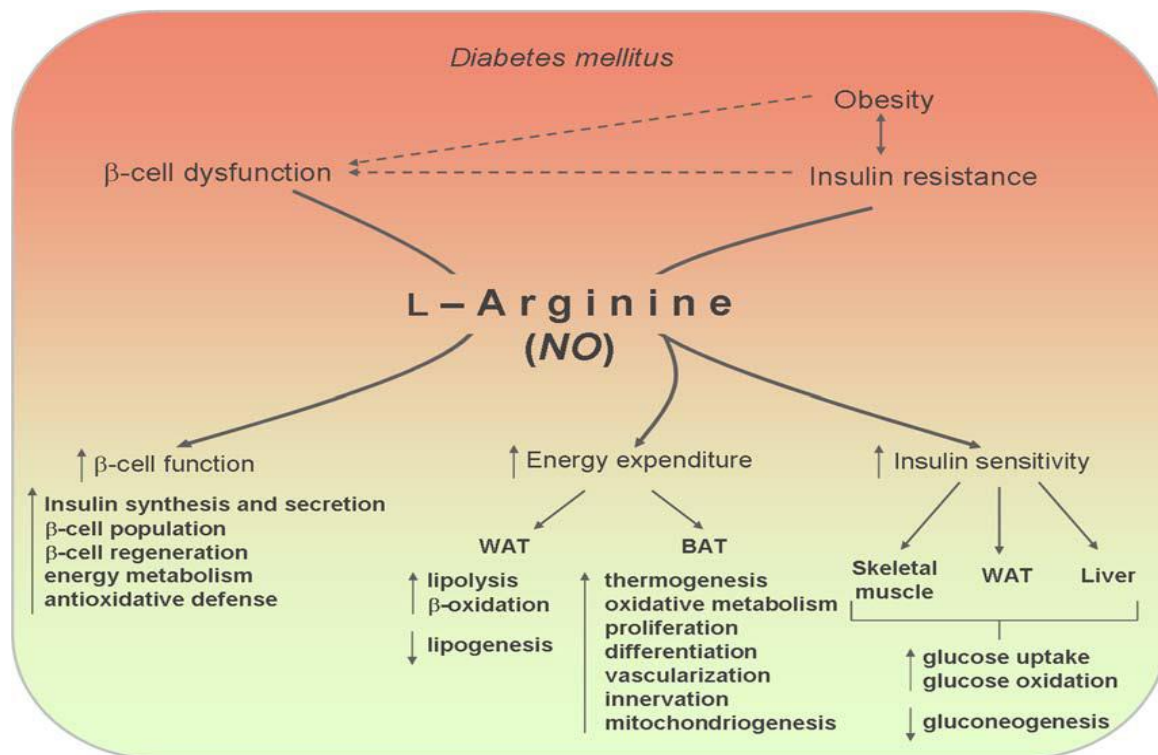 Diabetes mellitus
Obesity
β-cell dysfunction
Insulin resistance
L – Arginine
(NO)
↑ β-cell function
Insulin synthesis and secretion
β-cell population
β-cell regeneration
energy metabolism
antioxidative defense
↑ Energy expenditure
WAT
↑ lipolysis
β-oxidation
↓ lipogenesis
BAT
thermogenesis
oxidative metabolism
proliferation
differentiation
vascularization
innervation
mitochondriogenesis
↑ Insulin sensitivity
Skeletal
muscle
WAT
Liver
↑ glucose uptake
glucose oxidation
↓ gluconeogenesis